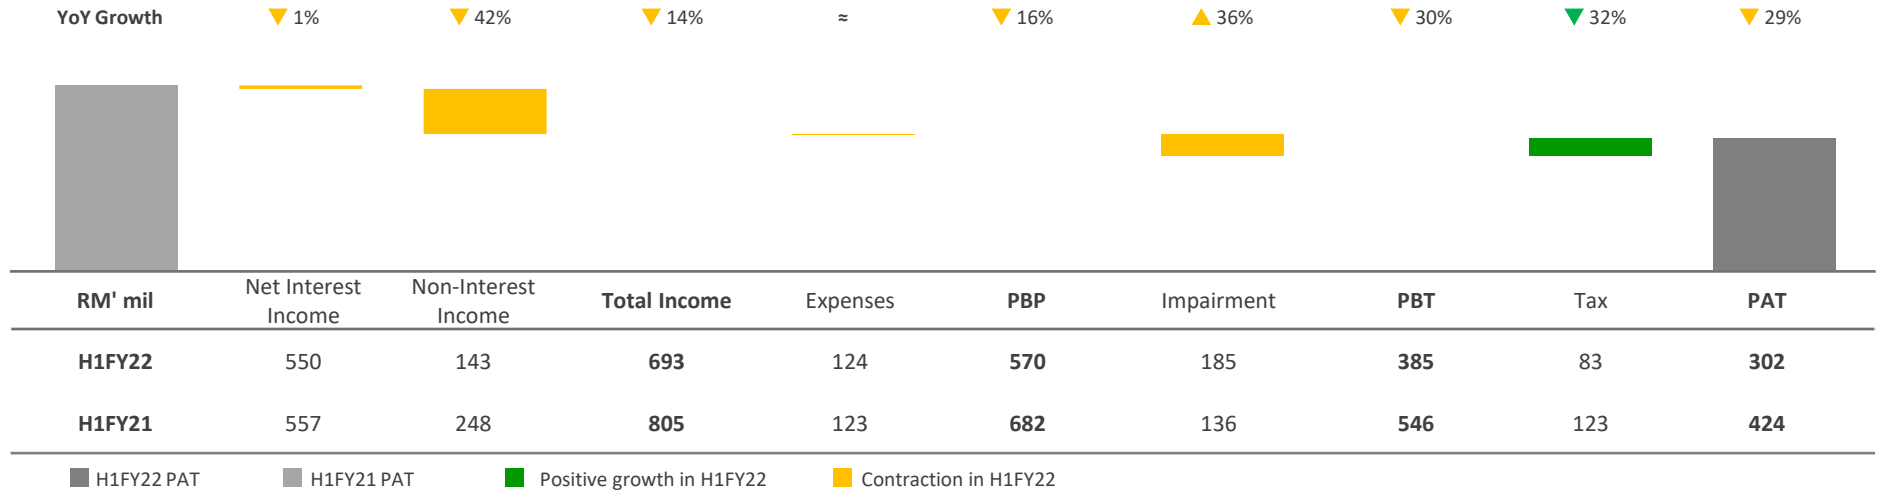 YoY Growth ▼ 1% ▼ 42% ▼ 14% ≈ ▼ 16% ▲ 36% ▼ 30% ▼ 32% ▼ 29%
RM' mil Net Interest Income Non-Interest Income Total Income Expenses PBP Impairment PBT Tax PAT
H1FY22 550 143 693 124 570 185 385 83 302
H1FY21 557 248 805 123 682 136 546 123 424
H1FY22 PAT H1FY21 PAT Positive growth in H1FY22 Contraction in H1FY22